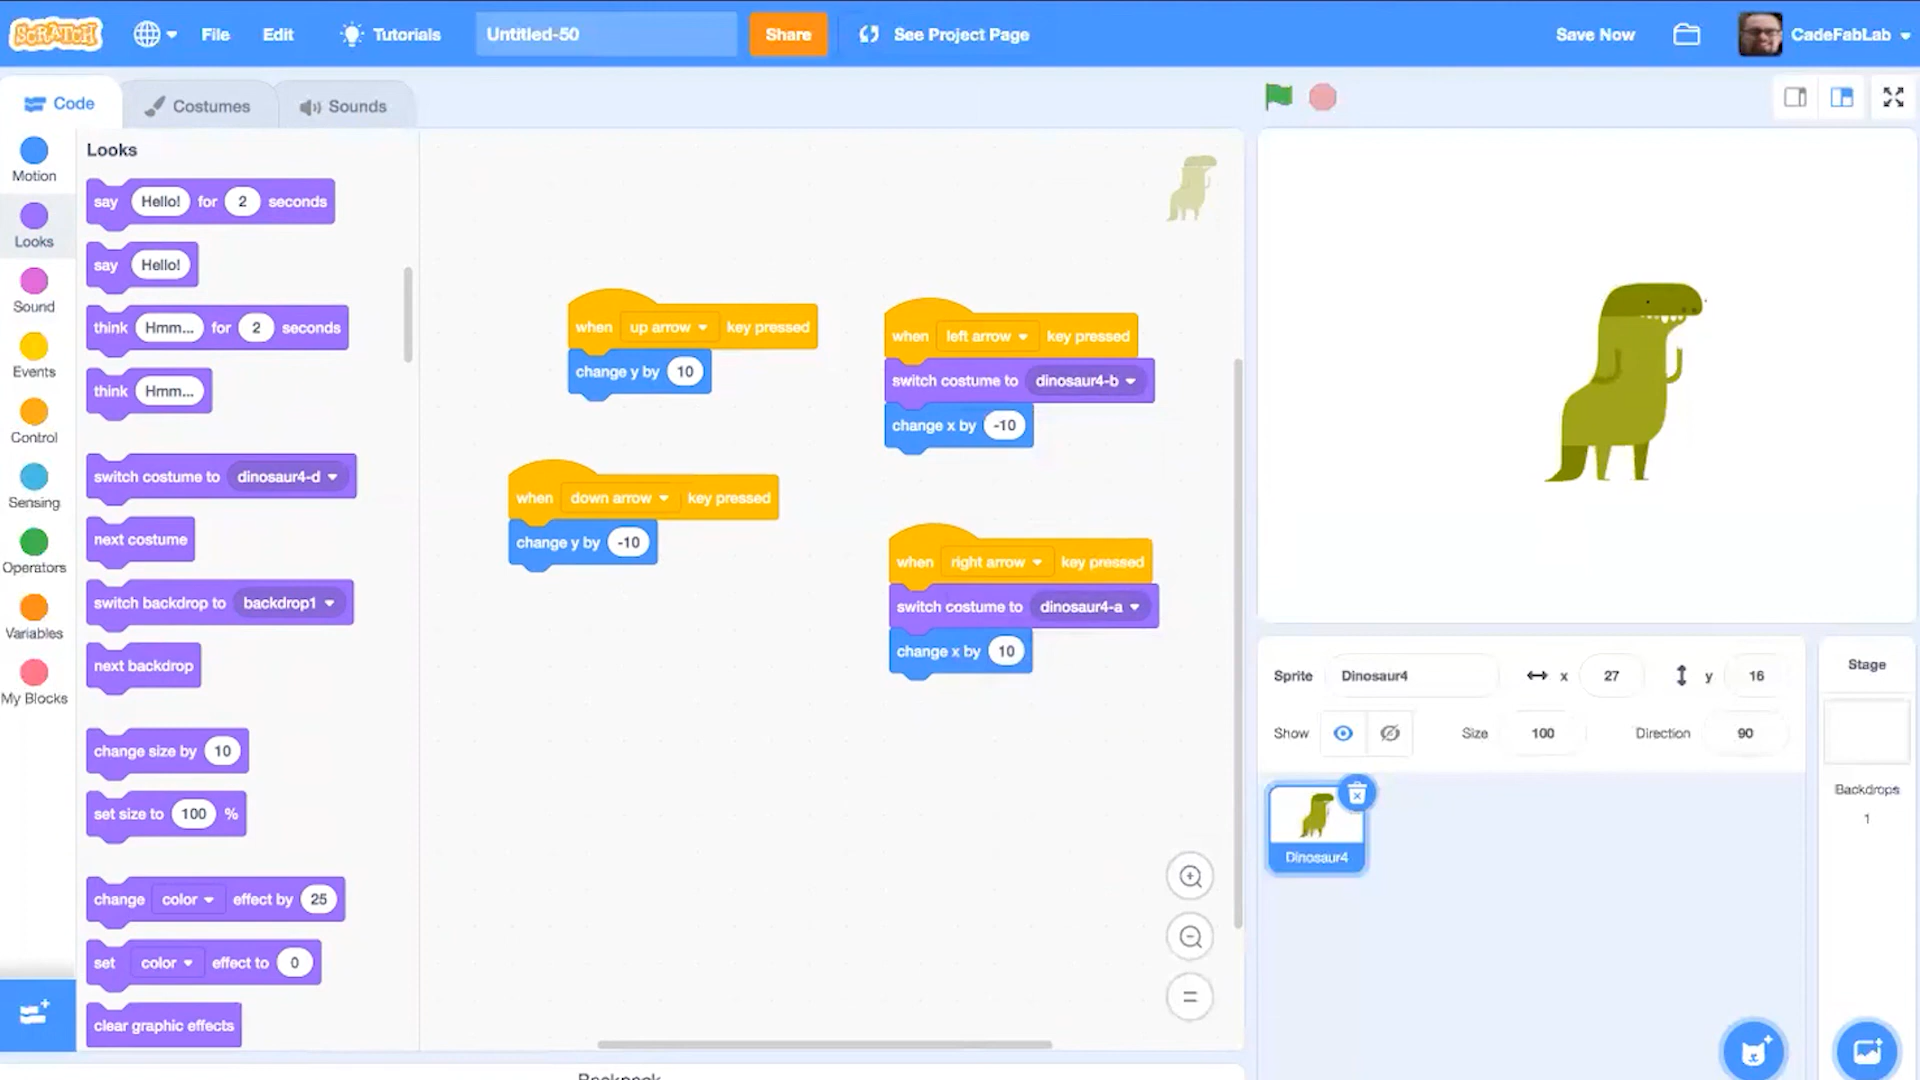 SCRATCH File Edit Tutorials Untitled-50 Share See Project Page Save Now CadeFabLab
Code Costumes Sounds
Motion
Looks
Sound
Events
Control
Sensing
Operators
Variables
My Blocks
Looks
say Hello! for 2 seconds
say Hello!
think Hmm... for 2 seconds
think Hmm...
switch costume to dinosaur4-d
next costume
switch backdrop to backdrop1
next backdrop
change size by 10
set size to 100 %
change color effect by 25
set color effect to 0
clear graphic effects
when up arrow key pressed
change y by 10
when down arrow key pressed
change y by -10
when left arrow key pressed
switch costume to dinosaur4-b
change x by -10
when right arrow key pressed
switch costume to dinosaur4-a
change x by 10
Sprite Dinosaur4 x 27 y 16
Show Size 100 Direction 90
Dinosaur4
Stage
Backdrops
1
Backpack